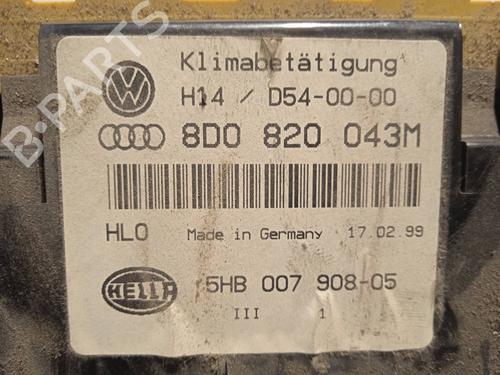 B-PARTS
Klimabetätigung
H14 / D54-00-00
8D0 820 043M
HLO Made in Germany 17.02.99
HELLA 5HB 007 908-05
III 1